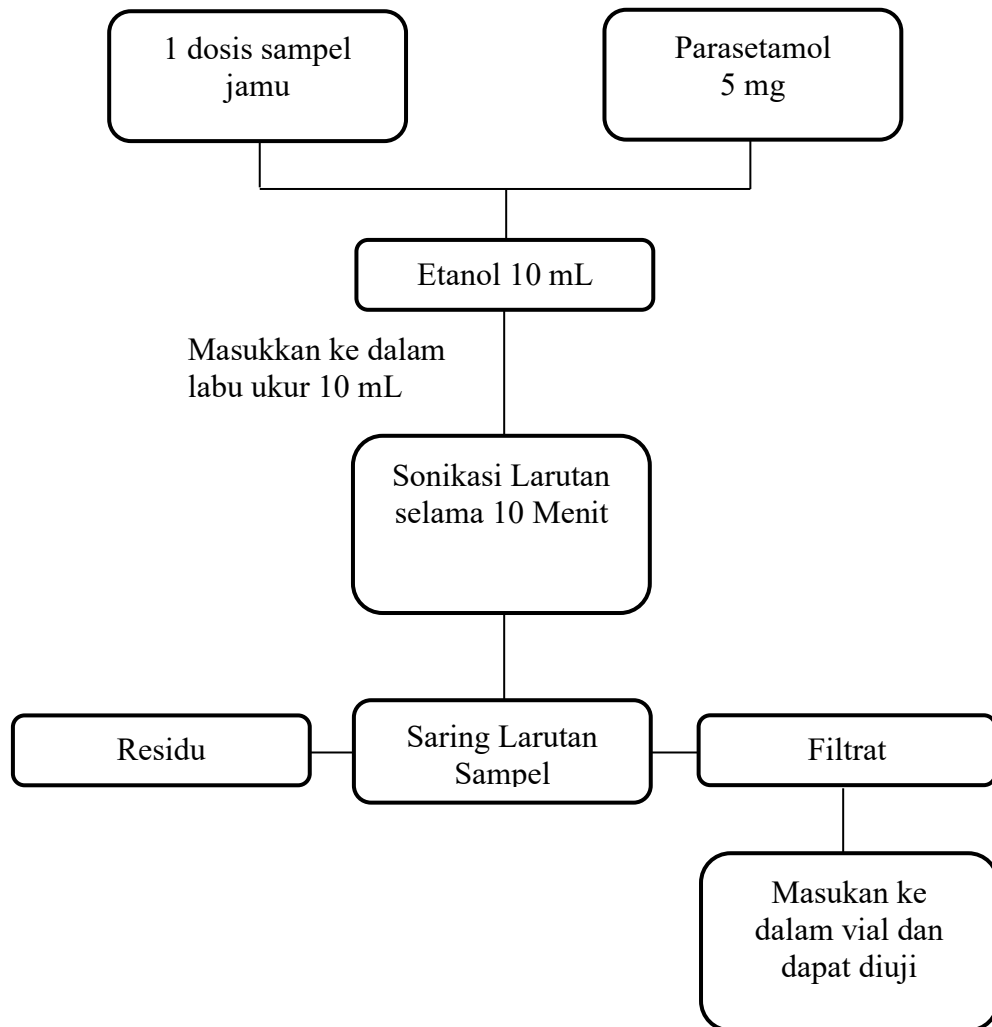 1 dosis sampel
jamu
Parasetamol
5 mg
Etanol 10 mL
Masukkan ke dalam
labu ukur 10 mL
Sonikasi Larutan
selama 10 Menit
Residu
Saring Larutan
Sampel
Filtrat
Masukan ke
dalam vial dan
dapat diuji